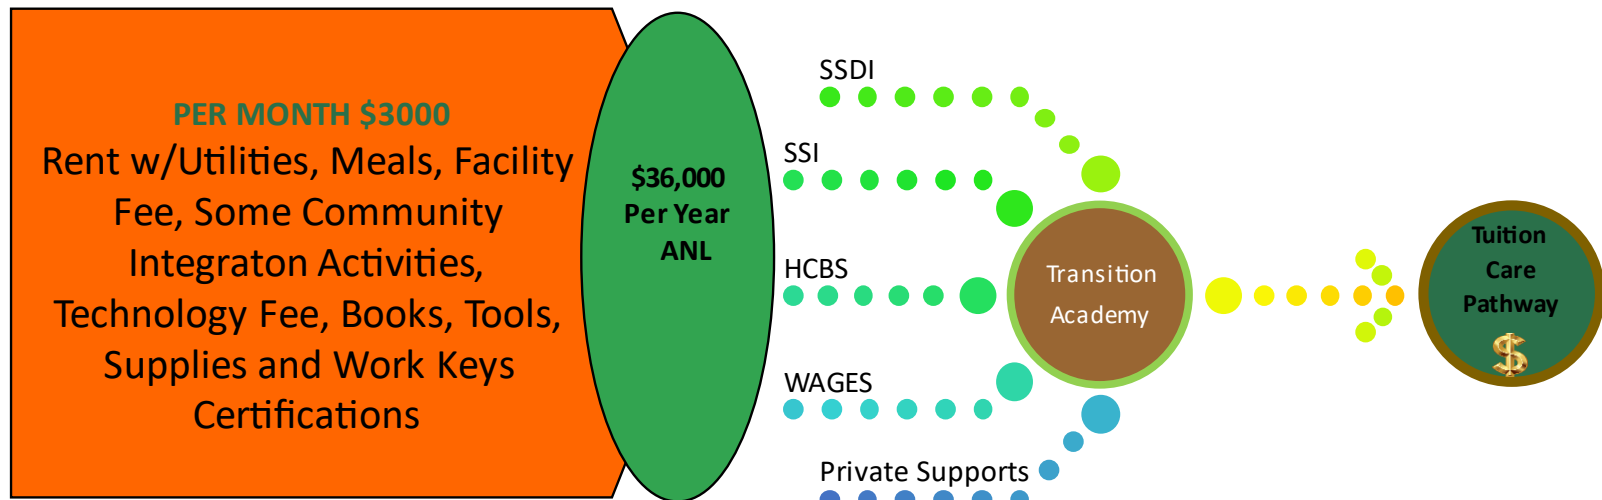 PER MONTH $3000
Rent w/Utilities, Meals, Facility
Fee, Some Community
Integraton Activities,
Technology Fee, Books, Tools,
Supplies and Work Keys
Certifications
$36,000
Per Year
ANL
SSDI
SSI
HCBS
WAGES
Private Supports
Transition
Academy
Tuition
Care
Pathway
$